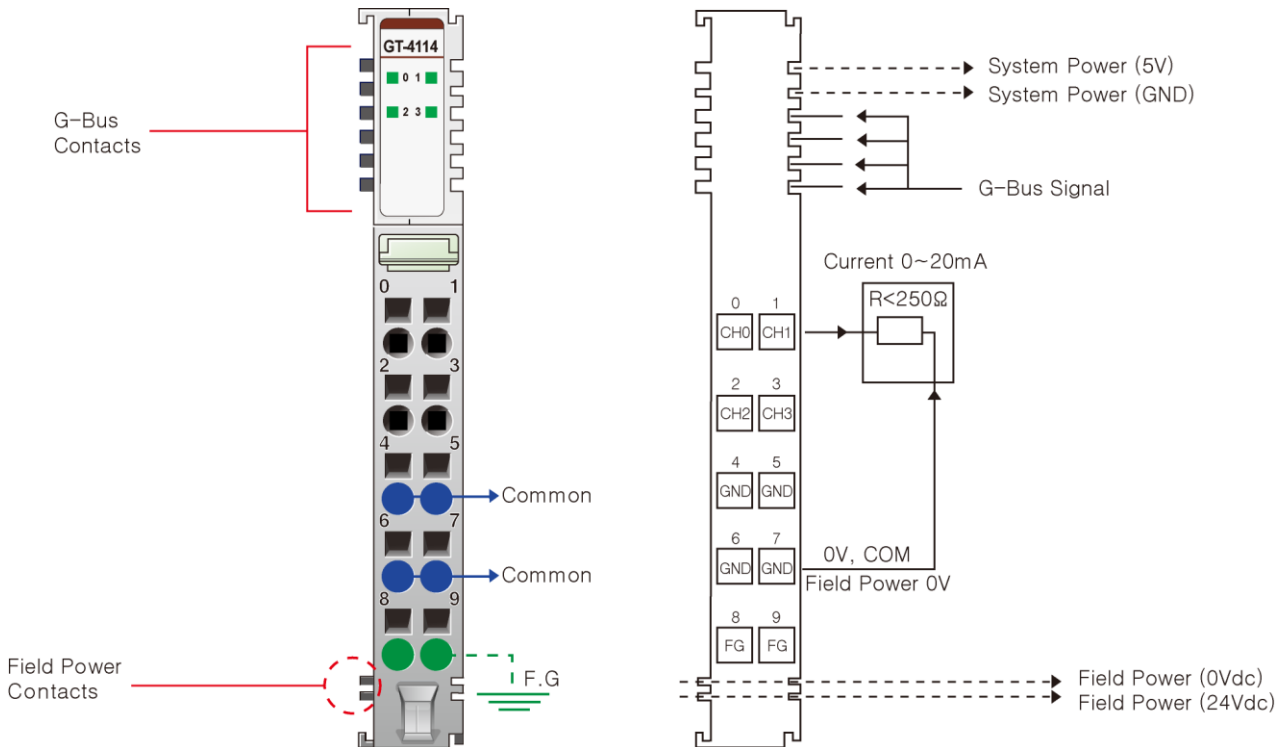 GT-4114
0 1
2 3
G-Bus
Contacts
0 1
2 3
4 5
Common
6 7
Common
8 9
F.G
Field Power
Contacts
System Power (5V)
System Power (GND)
G-Bus Signal
Current 0~20mA
R<250Ω
0 1
CH0 CH1
2 3
CH2 CH3
4 5
GND GND
6 7
GND GND
0V, COM
Field Power 0V
8 9
FG FG
Field Power (0Vdc)
Field Power (24Vdc)